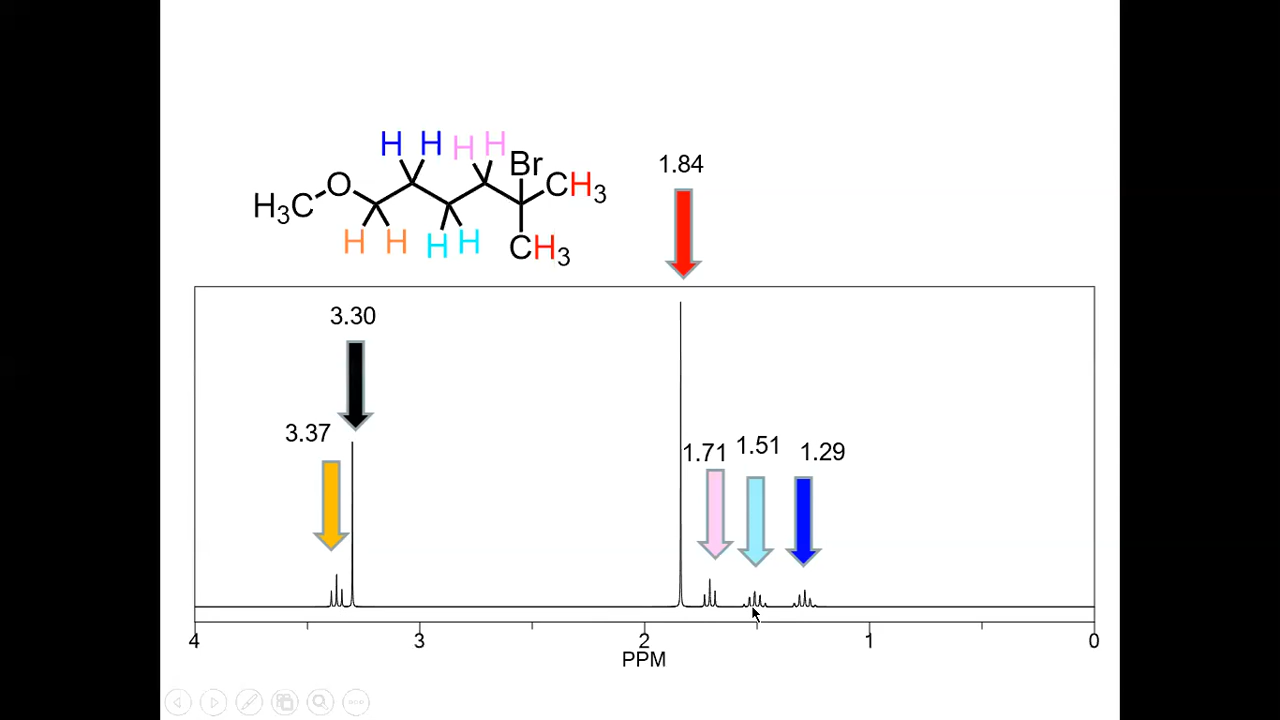 H H H H
Br
O CH3
H3C
H H H H
CH3
1.84
3.30
3.37
1.71 1.51 1.29
4 3 2 1 0
PPM